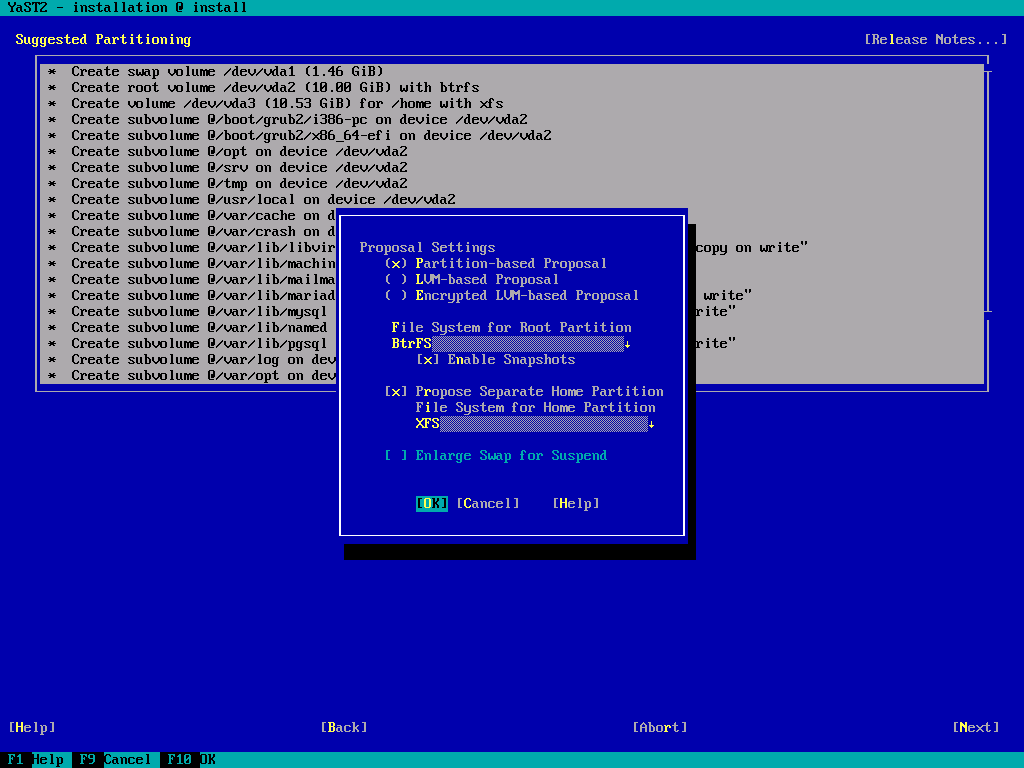 YaST2 - installation @ install
Suggested Partitioning [Release Notes...]
* Create swap volume /dev/vda1 (1.46 GiB)
* Create root volume /dev/vda2 (10.00 GiB) with btrfs
* Create volume /dev/vda3 (10.53 GiB) for /home with xfs
* Create subvolume @/boot/grub2/i386-pc on device /dev/vda2
* Create subvolume @/boot/grub2/x86_64-efi on device /dev/vda2
* Create subvolume @/opt on device /dev/vda2
* Create subvolume @/srv on device /dev/vda2
* Create subvolume @/tmp on device /dev/vda2
* Create subvolume @/usr/local on device /dev/vda2
* Create subvolume @/var/cache on d
* Create subvolume @/var/crash on d
* Create subvolume @/var/lib/libvir copy on write"
* Create subvolume @/var/lib/machin
* Create subvolume @/var/lib/mailma
* Create subvolume @/var/lib/mariad write"
* Create subvolume @/var/lib/mysql rite"
* Create subvolume @/var/lib/named
* Create subvolume @/var/lib/pgsql rite"
* Create subvolume @/var/log on dev
* Create subvolume @/var/opt on dev
Proposal Settings
(x) Partition-based Proposal
( ) LVM-based Proposal
( ) Encrypted LVM-based Proposal
File System for Root Partition
BtrFS ↓
[x] Enable Snapshots
[x] Propose Separate Home Partition
File System for Home Partition
XFS ↓
[ ] Enlarge Swap for Suspend
[OK] [Cancel] [Help]
[Help] [Back] [Abort] [Next]
F1 Help F9 Cancel F10 OK